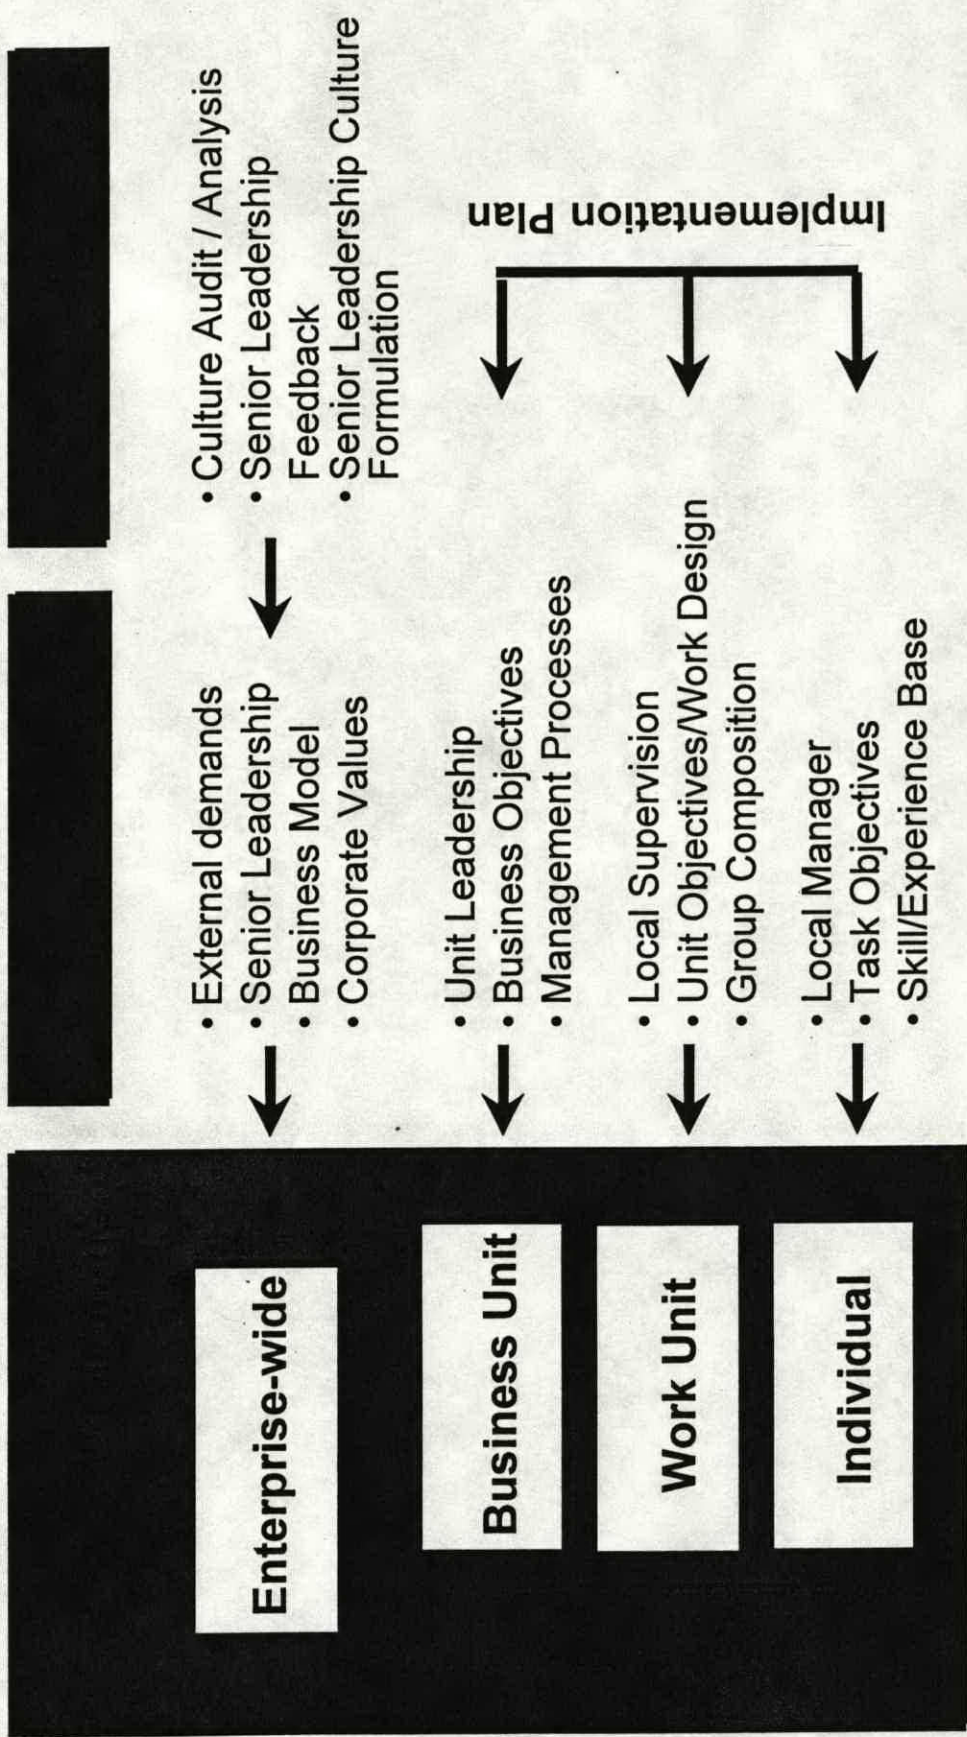 Enterprise-wide
• External demands
• Senior Leadership
• Business Model
• Corporate Values
• Culture Audit / Analysis
• Senior Leadership
Feedback
• Senior Leadership Culture
Formulation
Business Unit
• Unit Leadership
• Business Objectives
• Management Processes
Work Unit
• Local Supervision
• Unit Objectives/Work Design
• Group Composition
Individual
• Local Manager
• Task Objectives
• Skill/Experience Base
Implementation Plan